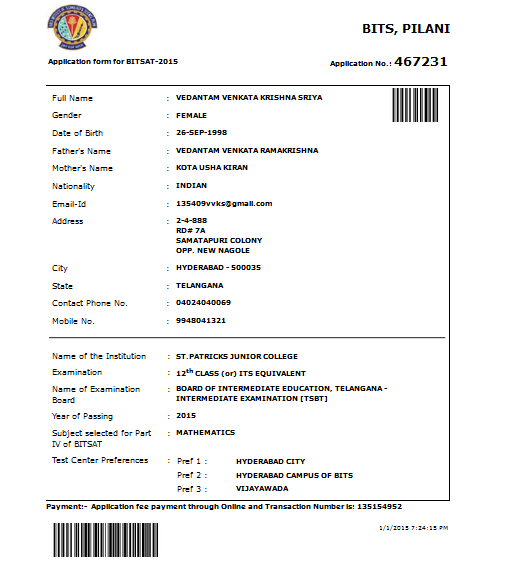 BITS, PILANI
Application form for BITSAT-2015
Application No.: 467231
Full Name : VEDANTAM VENKATA KRISHNA SRIYA
Gender : FEMALE
Date of Birth : 26-SEP-1998
Father's Name : VEDANTAM VENKATA RAMAKRISHNA
Mother's Name : KOTA USHA KIRAN
Nationality : INDIAN
Email-Id : 135409vvks@gmail.com
Address : 2-4-888
RD# 7A
SAMATAPURI COLONY
OPP. NEW NAGOLE
City : HYDERABAD - 500035
State : TELANGANA
Contact Phone No. : 04024040069
Mobile No. : 9948041321
Name of the Institution : ST.PATRICKS JUNIOR COLLEGE
Examination : 12th CLASS (or) ITS EQUIVALENT
Name of Examination Board : BOARD OF INTERMEDIATE EDUCATION, TELANGANA -
INTERMEDIATE EXAMINATION [TSBT]
Year of Passing : 2015
Subject selected for Part IV of BITSAT : MATHEMATICS
Test Center Preferences : Pref 1 : HYDERABAD CITY
Pref 2 : HYDERABAD CAMPUS OF BITS
Pref 3 : VIJAYAWADA
Payment:- Application fee payment through Online and Transaction Number is: 135154952
1/1/2015 7:24:15 PM